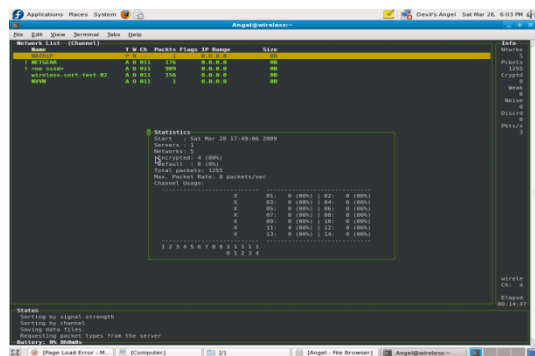 Applications Places System
Devil's Angel Sat Mar 28, 6:03 PM
Angel@wireless:~
File Edit View Terminal Tabs Help
Network List (Channel)
Name T W Ch Packts Flags IP Range Size
! NETGEAR A O 011 176 0.0.0.0 0B
! <no ssid> A O 011 909 0.0.0.0 0B
wireless-cert-test-02 A O 011 156 0.0.0.0 0B
A O 011 1 0.0.0.0 0B
Info
Ntwrks
5
Pckets
1255
Cryptd
0
Weak
0
Noise
0
Discrd
0
Pkts/s
3
Statistics
Start : Sat Mar 28 17:49:06 2009
Servers : 1
Networks: 5
Encrypted: 4 (80%)
Default : 0 (0%)
Total packets: 1255
Max. Packet Rate: 8 packets/sec
Channel Usage:
X 01: 0 (00%) | 02: 0 (00%)
X 03: 0 (00%) | 04: 0 (00%)
X 05: 0 (00%) | 06: 0 (00%)
X 07: 0 (00%) | 08: 0 (00%)
X 09: 0 (00%) | 10: 0 (00%)
X 11: 4 (80%) | 12: 0 (00%)
X 13: 0 (00%) | 14: 0 (00%)
1 2 3 4 5 6 7 8 9 1 1 1 1 1
0 1 2 3 4
wirele
Ch: 4
Elapsd
00:14:47
Status
Sorting by signal strength
Sorting by channel
Saving data files.
Requesting packet types from the server
Battery: 0% 0h0m0s
[Page Load Error - M...
[Computer]
[/]
[Angel - File Browser]
Angel@wireless:~